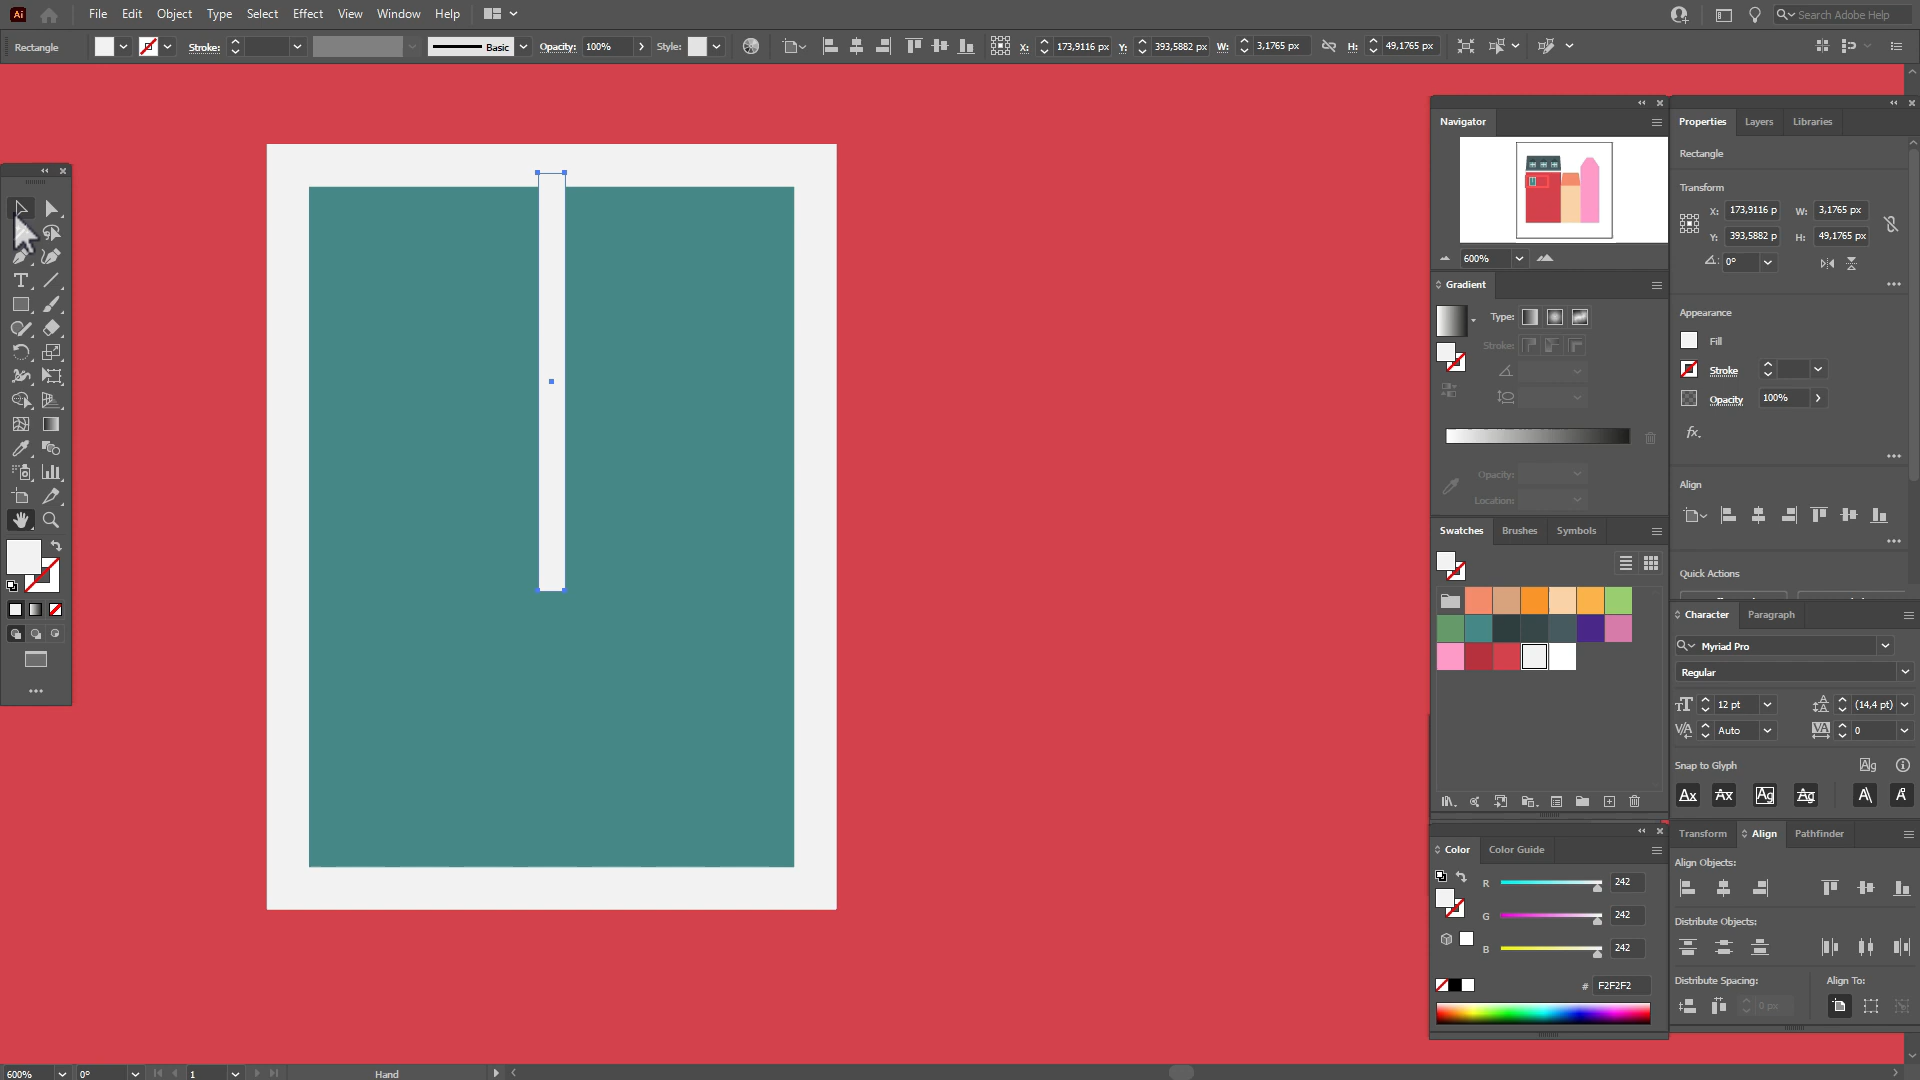 Ai File Edit Object Type Select Effect View Window Help Search Adobe Help
Rectangle Stroke: Basic Opacity: 100% Style: X: 173,9116 px Y: 393,5882 px W: 3,1765 px H: 49,1765 px
Navigator
600%
Gradient
Type:
Stroke:
Opacity:
Location:
Swatches Brushes Symbols
Color Color Guide
R 242
G 242
B 242
# F2F2F2
Properties Layers Libraries
Rectangle
Transform
X: 173,9116 p W: 3,1765 px
Y: 393,5882 p H: 49,1765 px
0°
Appearance
Fill
Stroke
Opacity 100%
fx.
Align
Quick Actions
Character Paragraph
Myriad Pro
Regular
12 pt (14,4 pt)
Auto 0
Snap to Glyph
Transform Align Pathfinder
Align Objects:
Distribute Objects:
Distribute Spacing: Align To:
0 px
600% 0° 1 Hand